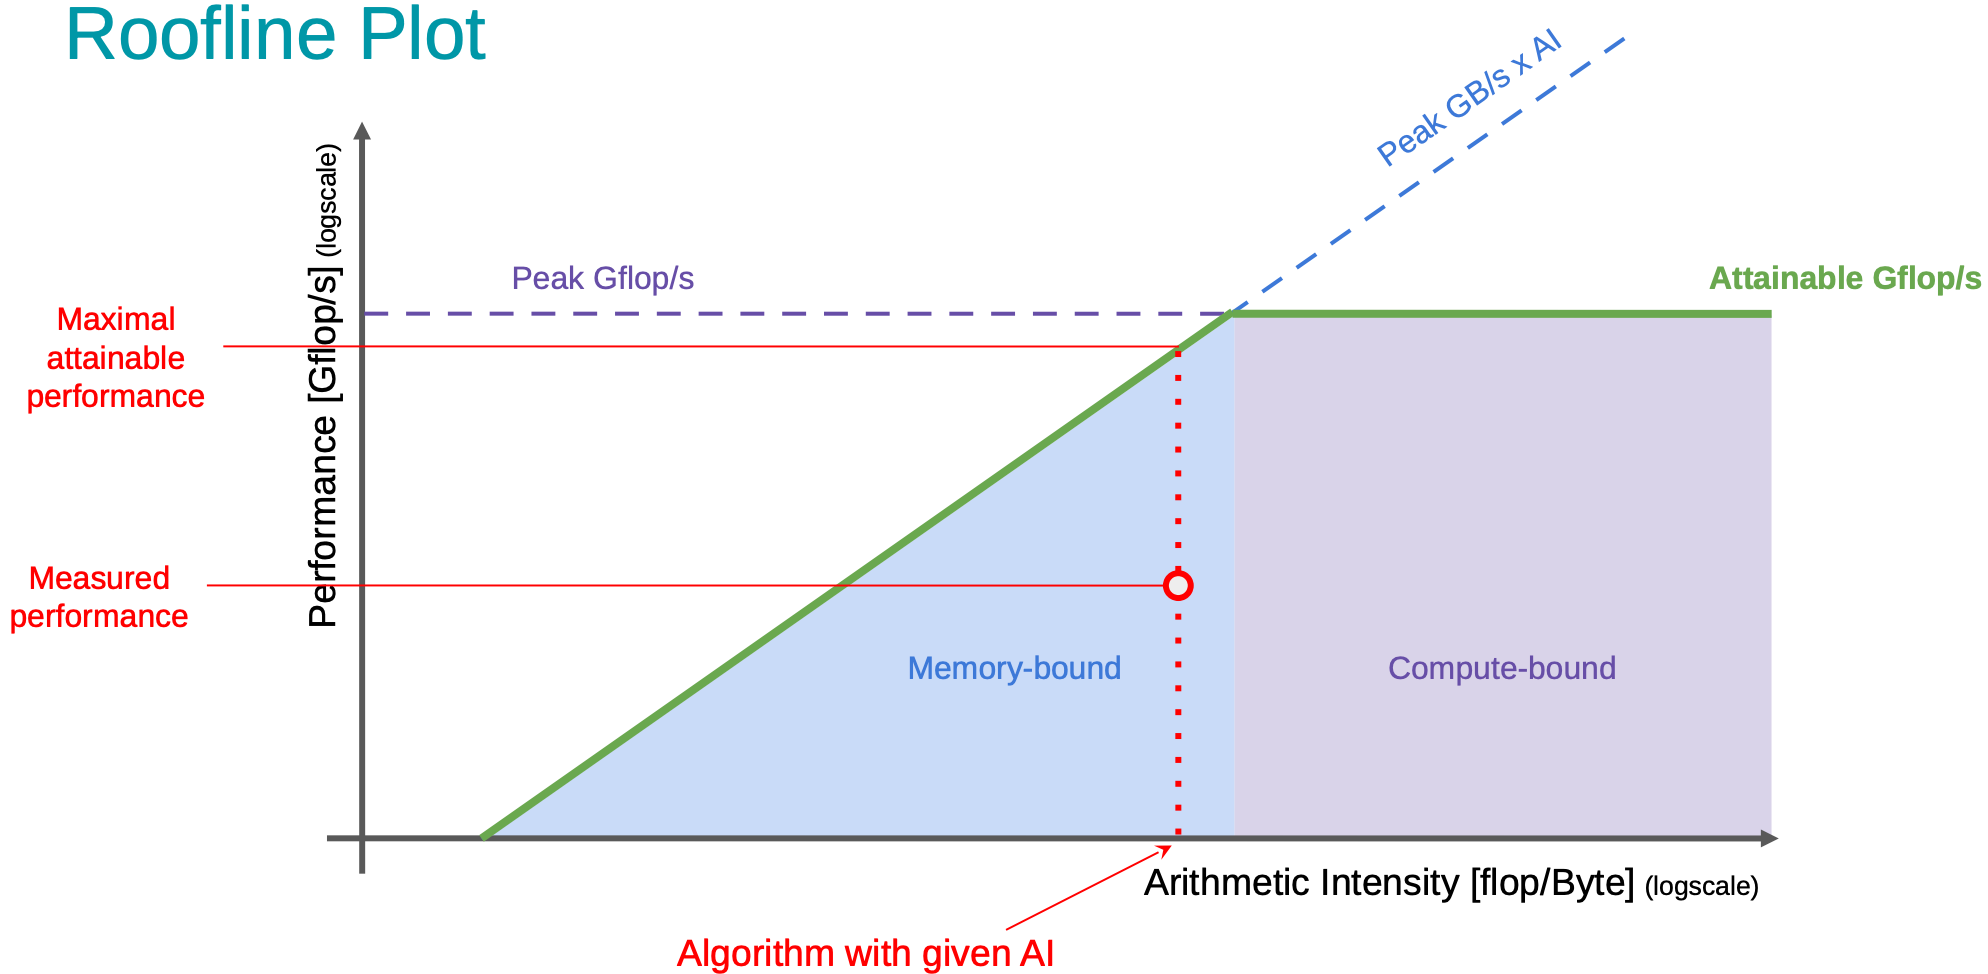 Roofline Plot
Peak GB/s x AI
Performance [Gflop/s] (logscale)
Peak Gflop/s
Attainable Gflop/s
Maximal
attainable
performance
Measured
performance
Memory-bound
Compute-bound
Arithmetic Intensity [flop/Byte] (logscale)
Algorithm with given AI